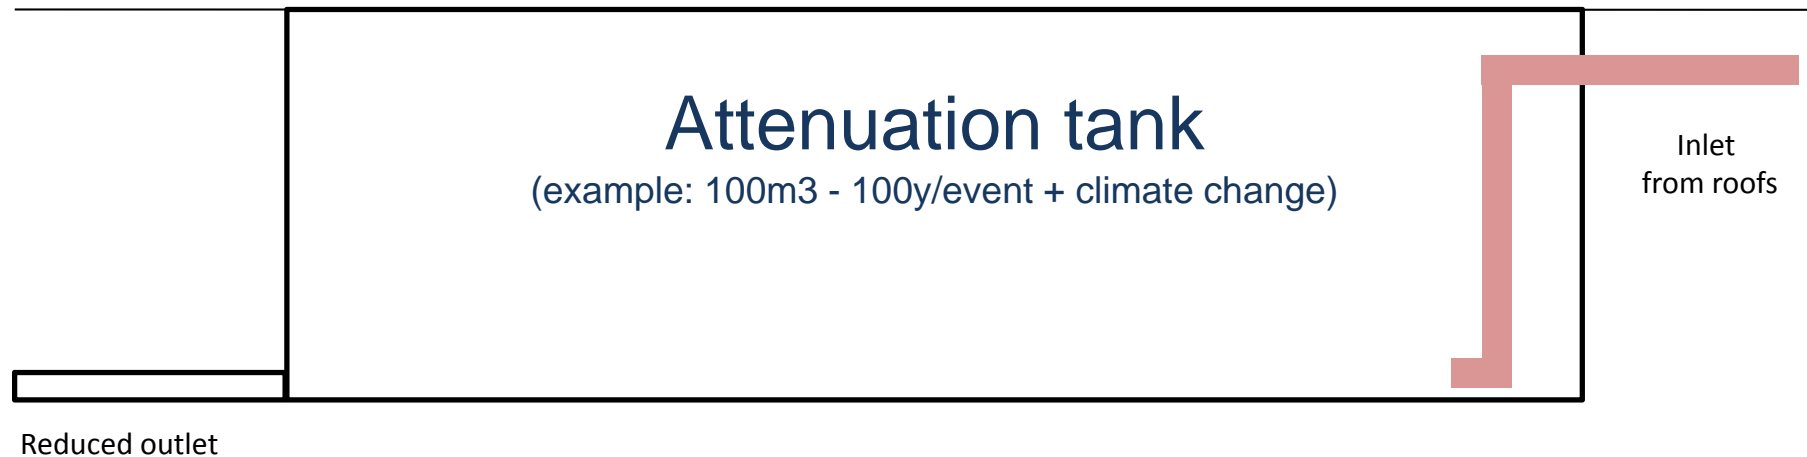 Attenuation tank
(example: 100m3 - 100y/event + climate change)
Inlet
from roofs
Reduced outlet